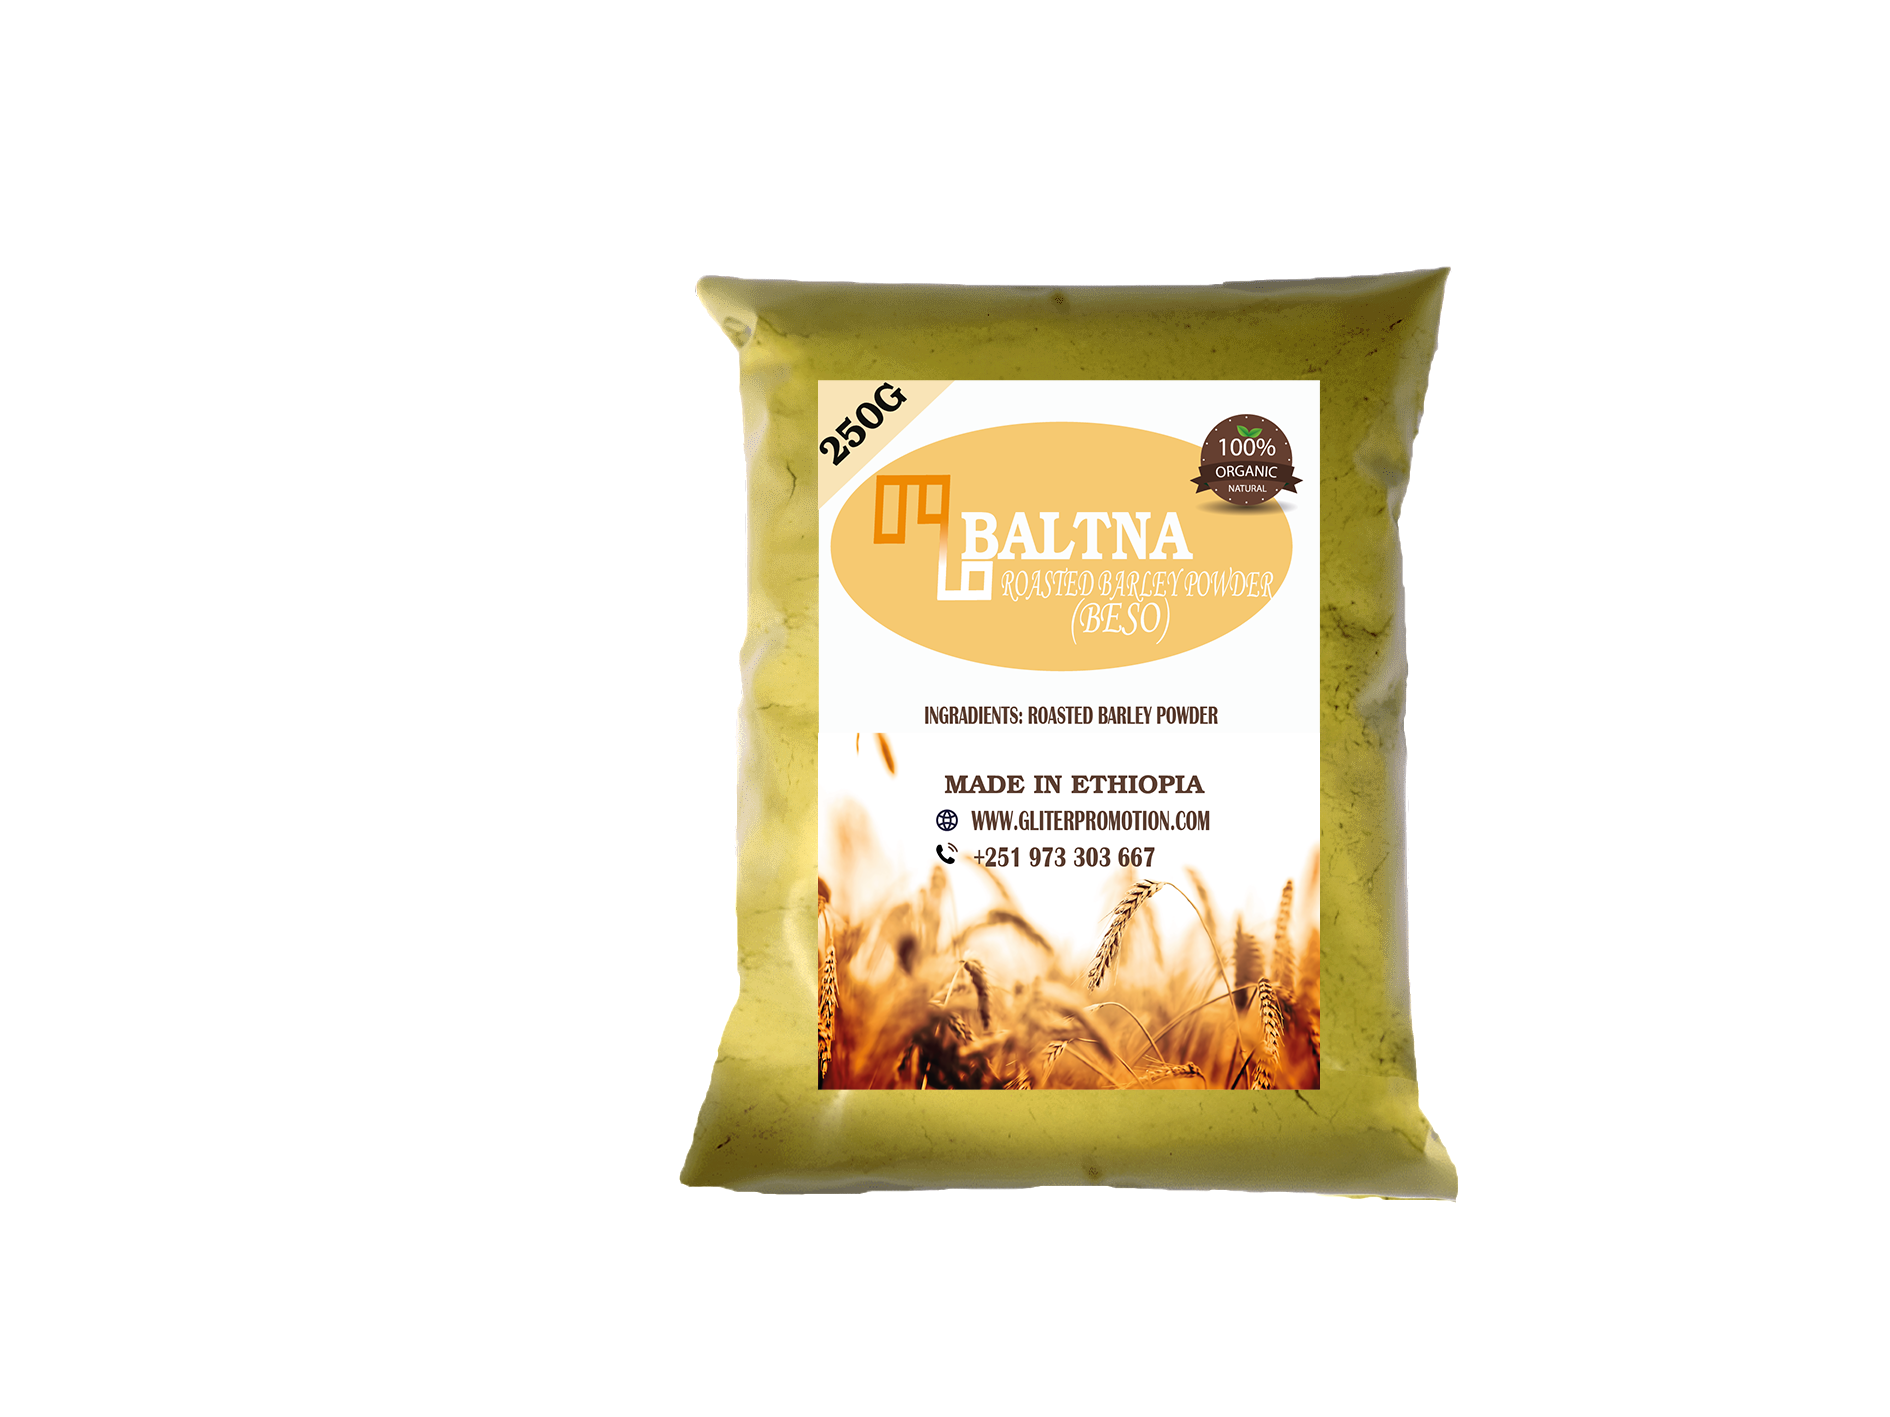 250G
100%
ORGANIC
NATURAL
BALTNA
ROASTED BARLEY POWDER
(BESO)
INGRADIENTS: ROASTED BARLEY POWDER
MADE IN ETHIOPIA
WWW.GLITERPROMOTION.COM
+251 973 303 667